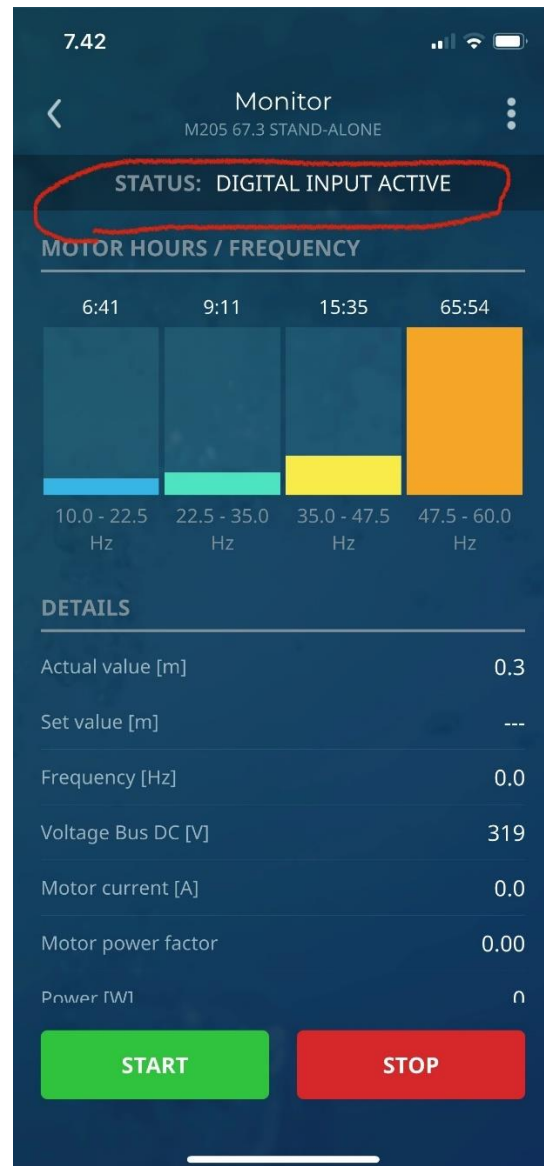 7.42
Monitor
M205 67.3 STAND-ALONE
STATUS: DIGITAL INPUT ACTIVE
MOTOR HOURS / FREQUENCY
6:41 9:11 15:35 65:54
10.0 - 22.5 22.5 - 35.0 35.0 - 47.5 47.5 - 60.0
Hz Hz Hz Hz
DETAILS
Actual value [m] 0.3
Set value [m] ---
Frequency [Hz] 0.0
Voltage Bus DC [V] 319
Motor current [A] 0.0
Motor power factor 0.00
Power [W] 0
START STOP